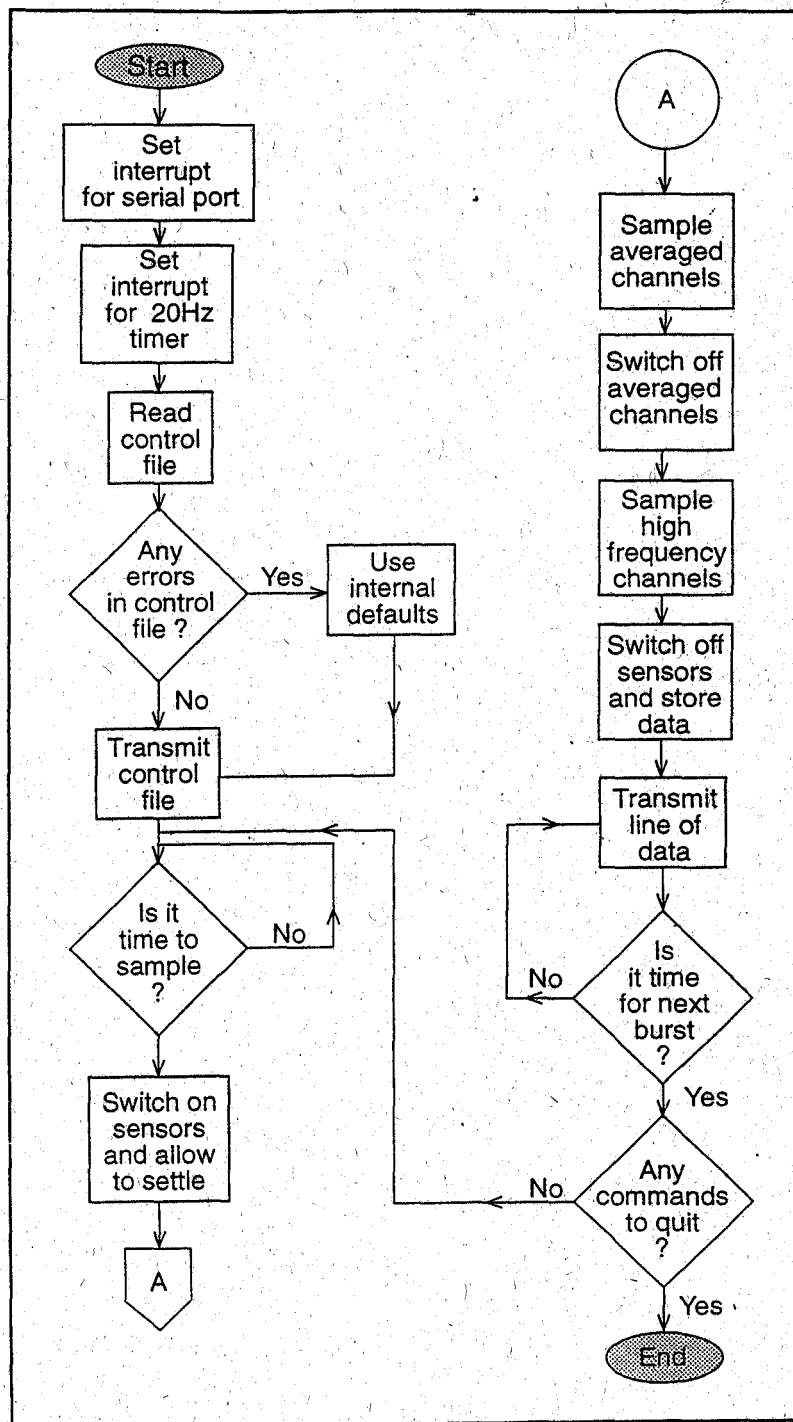 Start
Set
interrupt
for serial port
Set
interrupt
for 20Hz
timer
Read
control
file
Any
errors
in control
file ?
Yes
Use
internal
defaults
No
Transmit
control
file
Is it
time to
sample
?
No
Switch on
sensors
and allow
to settle
A
A
Sample
averaged
channels
Switch off
averaged
channels
Sample
high
frequency
channels
Switch off
sensors
and store
data
Transmit
line of
data
Is
it time
for next
burst
?
No
Yes
Any
commands
to quit
?
No
Yes
End